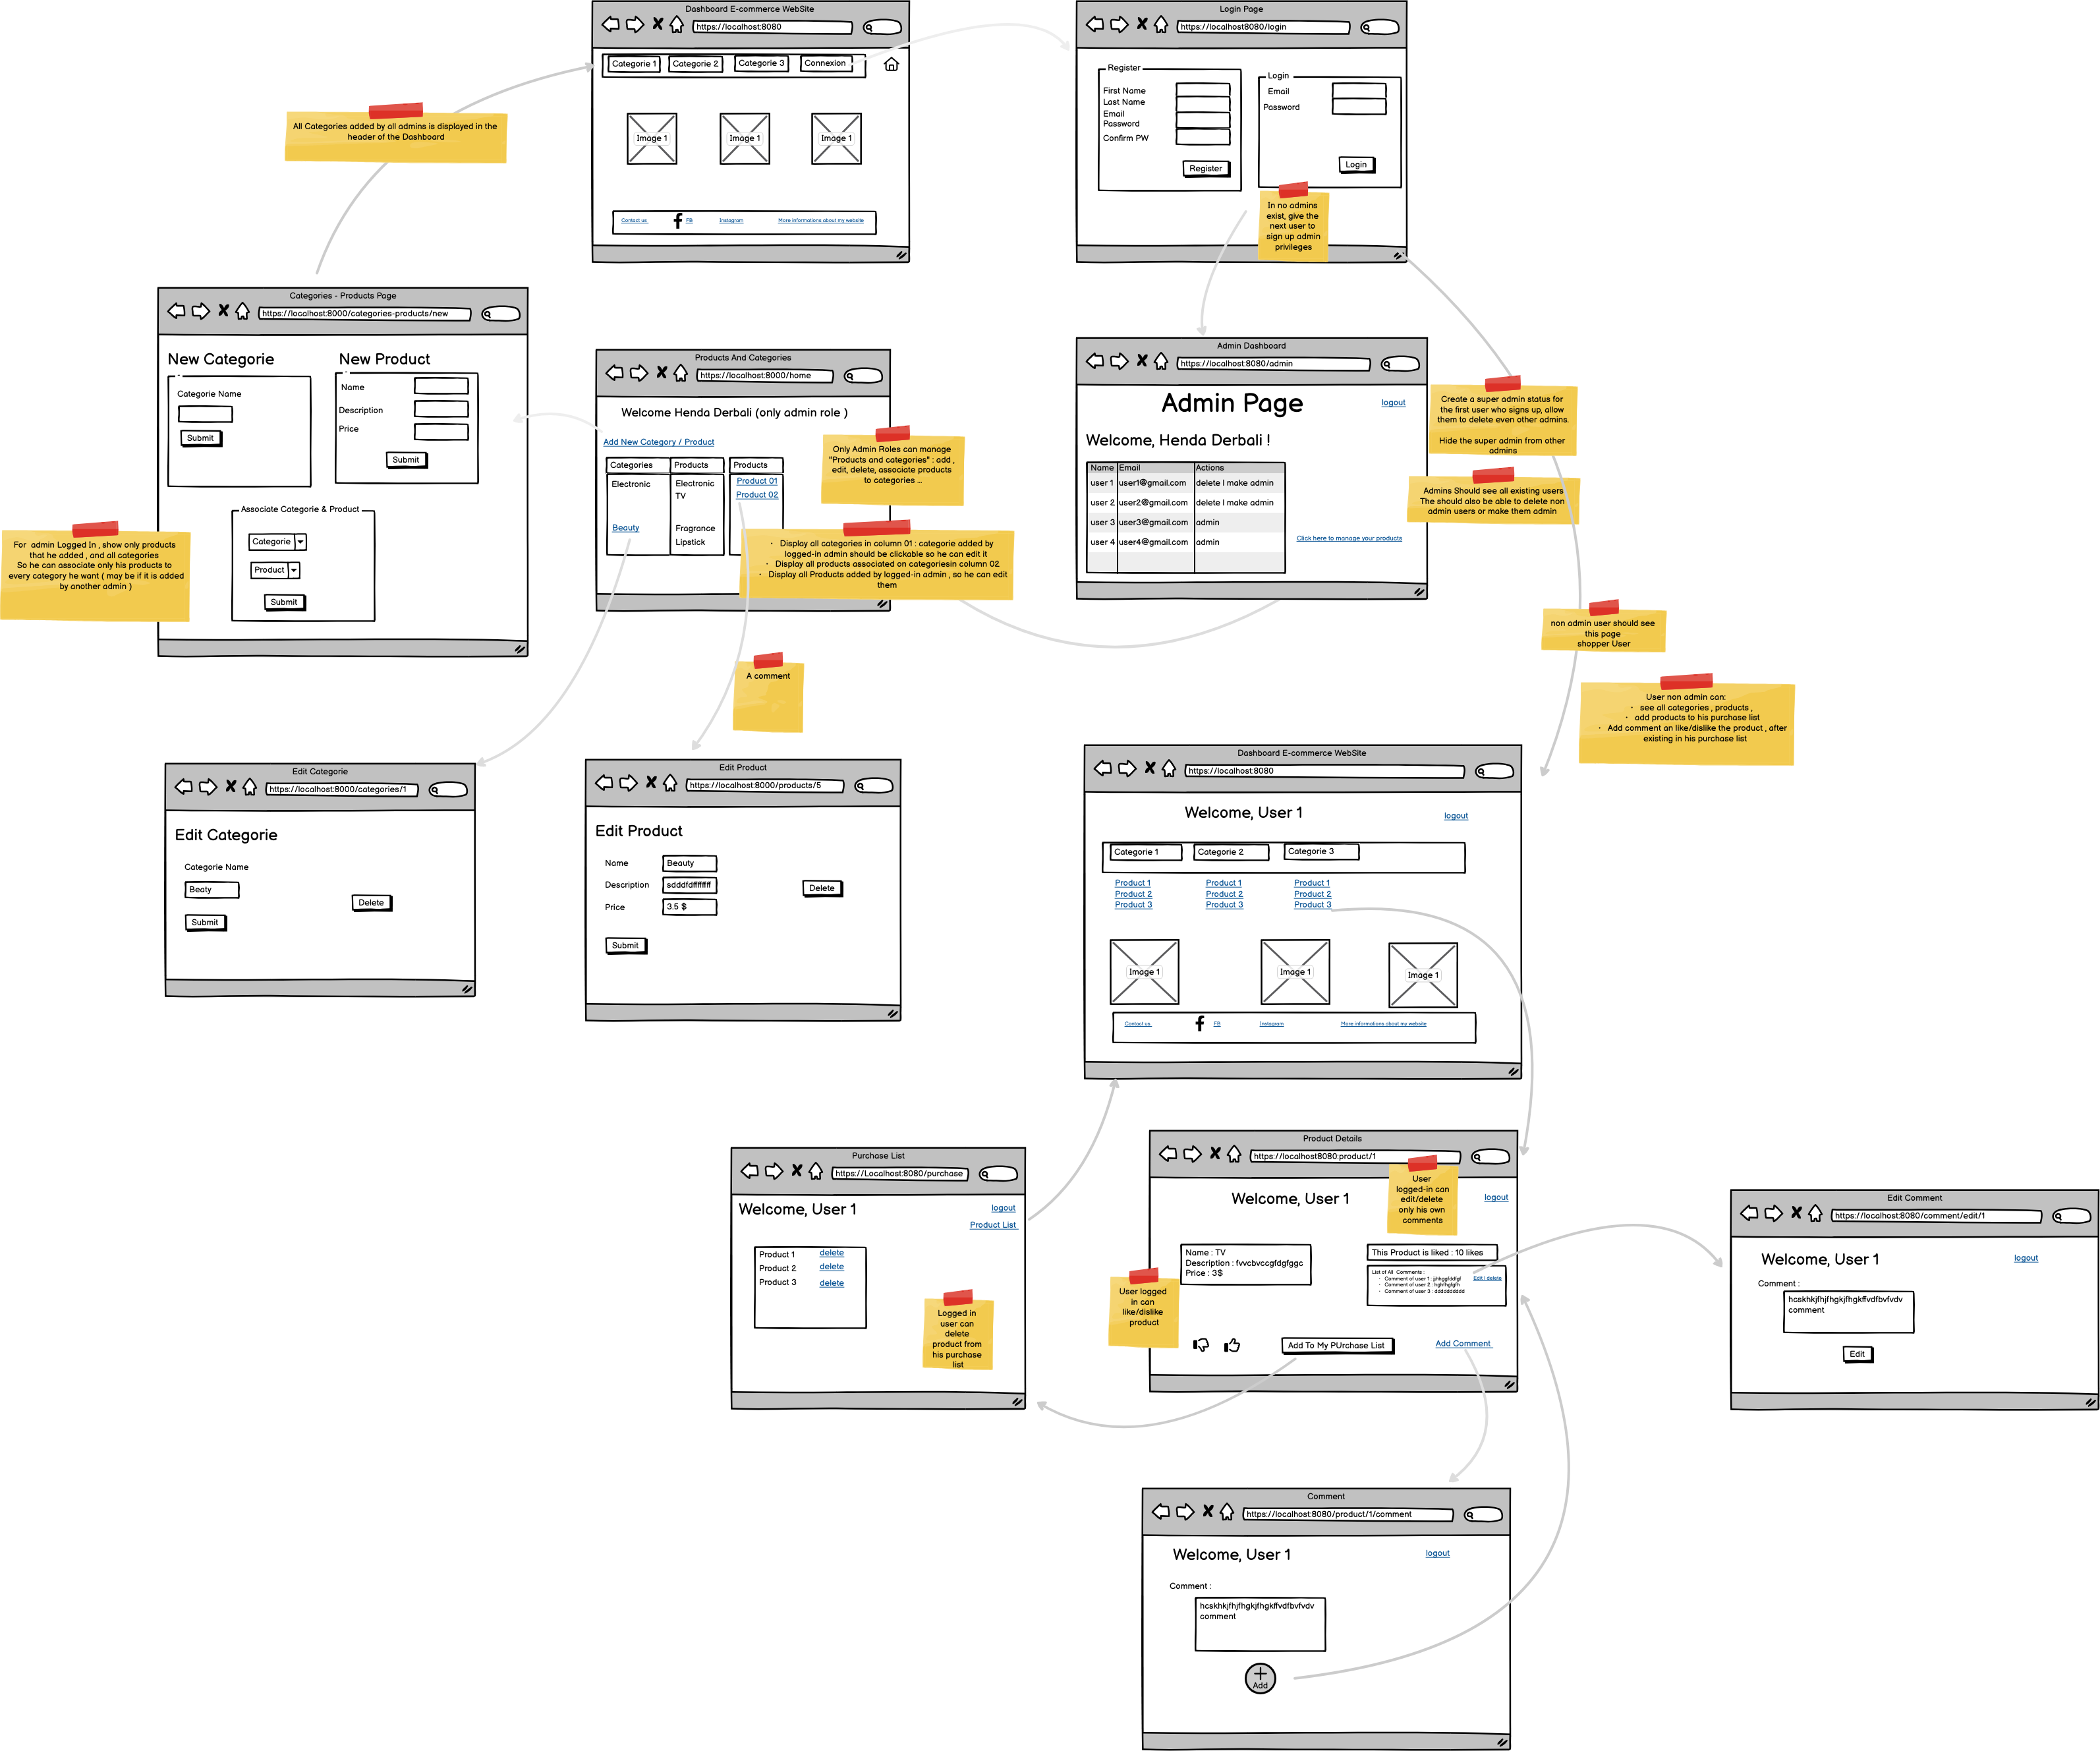 Dashboard E-commerce WebSite
https://localhost:8080
Categorie 1
Categorie 2
Categorie 3
Connexion
Image 1
Image 1
Image 1
Contact us
FB
Instagram
More informations about my website
Login Page
https://localhost8080/login
Register
First Name
Last Name
Email
Password
Confirm PW
Register
Login
Email
Password
Login
In no admins
exist, give the
next user to
sign up admin
privileges
All Categories added by all admins is displayed in the
header of the Dashboard
Categories - Products Page
https://localhost:8000/categories-products/new
New Categorie
Categorie Name
Submit
New Product
Name
Description
Price
Submit
Associate Categorie & Product
Categorie
Product
Submit
For admin Logged In , show only products
that he added , and all categories
So he can associate only his products to
every category he want ( may be if it is added
by another admin )
Products And Categories
https://localhost:8000/home
Welcome Henda Derbali (only admin role )
Add New Category / Product
Categories
Products
Products
Electronic
Beauty
Electronic
TV
Fragrance
Lipstick
Product 01
Product 02
Only Admin Roles can manage
"Products and categories" : add ,
edit, delete, associate products
to categories ...
· Display all categories in column 01 : categorie added by
logged-in admin should be clickable so he can edit it
· Display all products associated on categoriesin column 02
· Display all Products added by logged-in admin , so he can edit
them
Admin Dashboard
https://localhost:8080/admin
Admin Page
logout
Welcome, Henda Derbali !
Name Email Actions
user 1 user1@gmail.com delete I make admin
user 2 user2@gmail.com delete I make admin
user 3 user3@gmail.com admin
user 4 user4@gmail.com admin
Click here to manage your products
Create a super admin status for
the first user who signs up, allow
them to delete even other admins.
Hide the super admin from other
admins
Admins Should see all existing users
The should also be able to delete non
admin users or make them admin
non admin user should see
this page
shopper User
User non admin can:
· see all categories , products ,
· add products to his purchase list
· Add comment an like/dislike the product , after
existing in his purchase list
A comment
Edit Categorie
https://localhost:8000/categories/1
Edit Categorie
Categorie Name
Beaty
Submit
Delete
Edit Product
https://localhost:8000/products/5
Edit Product
Name
Beauty
Description
Price
3.5 $
Delete
Submit
Dashboard E-commerce WebSite
https://localhost:8080
Welcome, User 1
logout
Categorie 1
Categorie 2
Categorie 3
Product 1
Product 2
Product 3
Product 1
Product 2
Product 3
Product 1
Product 2
Product 3
Image 1
Image 1
Image 1
Contact us
FB
Instagram
More informations about my website
Purchase List
https://Localhost:8080/purchase
Welcome, User 1
logout
Product List
Product 1 delete
Product 2 delete
Product 3 delete
Logged in
user can
delete
product from
his purchase
list
Product Details
https://localhost8080:product/1
Welcome, User 1
logout
User
logged-in can
edit/delete
only his own
comments
Name : TV
Description : fvvcbvccgfdgfggc
Price : 3$
This Product is liked : 10 likes
List of All Comments :
· Comment of user 1 : jhhggfddfgf
Edit I delete
· Comment of user 2 : hghfhgfgfh
· Comment of user 3 : dddddddddd
User logged
in can
like/dislike
product
Add To My PUrchase List
Add Comment
Edit Comment
https://localhost:8080/comment/edit/1
Welcome, User 1
logout
Comment :
hcskhkjfhjfhgkjfhgkffvdfbvfvdv
comment
Edit
Comment
https://localhost:8080/product/1/comment
Welcome, User 1
logout
Comment :
hcskhkjfhjfhgkjfhgkffvdfbvfvdv
comment
Add